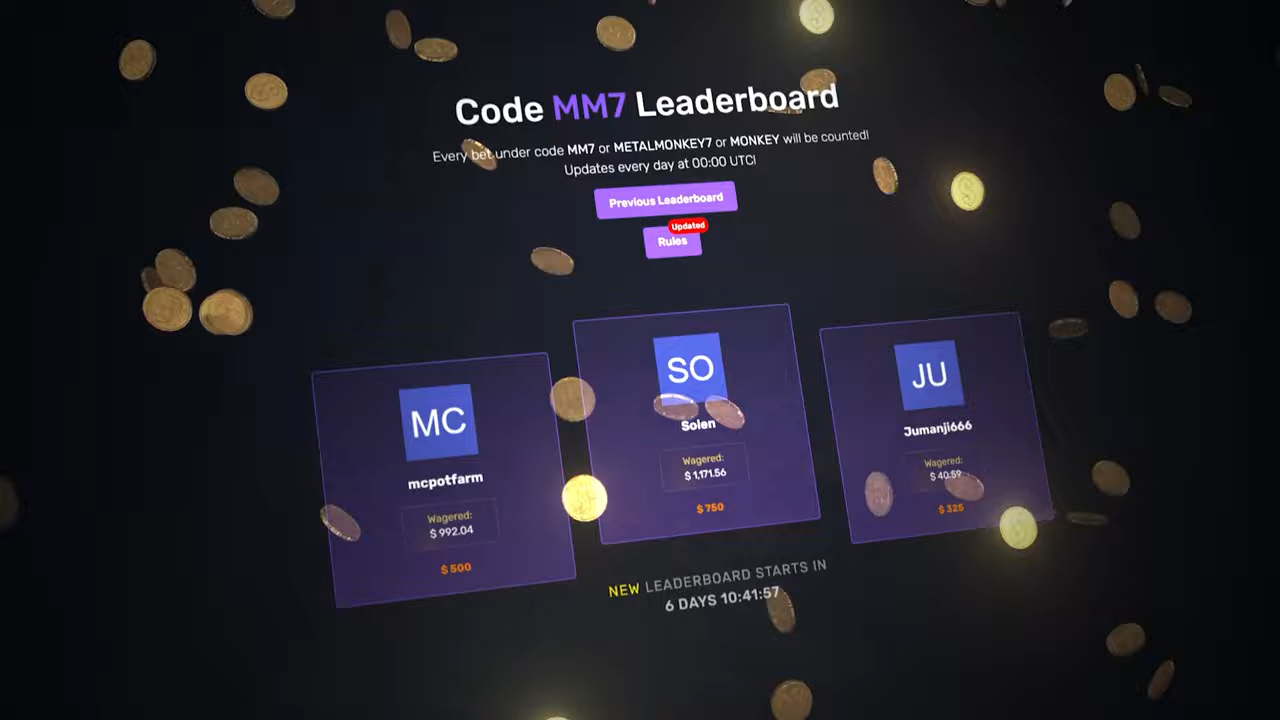 Code MM7 Leaderboard
Every bet under code MM7 or METALMONKEY7 or MONKEY will be counted!
Updates every day at 00:00 UTC!
Previous Leaderboard
Updated
Rules
MC
mcpotfarm
Wagered:
$ 992.04
$ 500
SO
Solen
Wagered:
$ 1,171.56
$ 750
JU
Jumanji666
Wagered:
$ 40.59
$ 325
NEW LEADERBOARD STARTS IN
6 DAYS 10:41:57